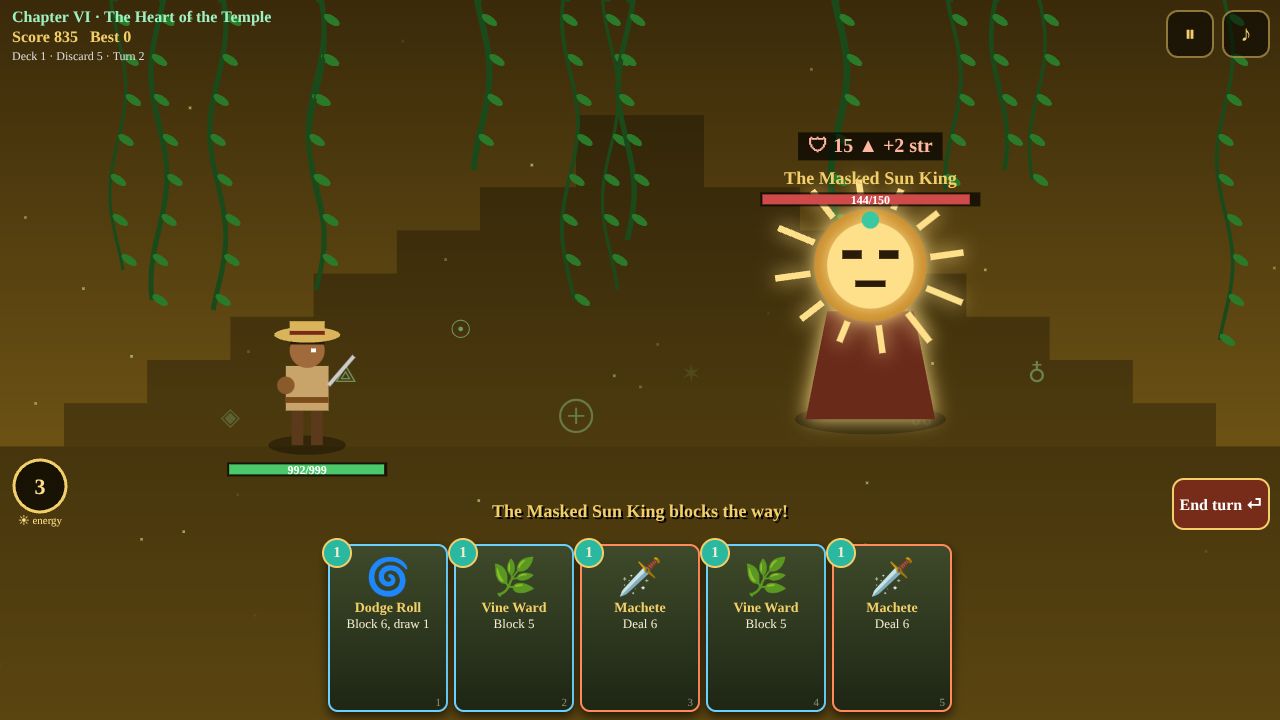 Chapter VI · The Heart of the Temple
Score 835 Best 0
Deck 1 · Discard 5 · Turn 2
🛡 15 ▲ +2 str
The Masked Sun King
144/150
992/999
3
☀ energy
The Masked Sun King blocks the way!
End turn ⏎
1
Dodge Roll
Block 6, draw 1
1
1
Vine Ward
Block 5
2
1
Machete
Deal 6
3
1
Vine Ward
Block 5
4
1
Machete
Deal 6
5